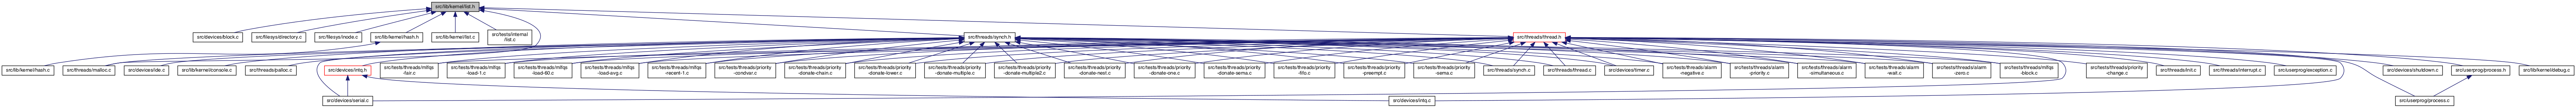 src/lib/kernel/list.h
src/devices/block.c
src/filesys/directory.c
src/filesys/inode.c
src/lib/kernel/hash.h
src/lib/kernel/list.c
src/tests/internal
/list.c
src/threads/synch.h
src/threads/thread.h
src/lib/kernel/hash.c
src/threads/malloc.c
src/devices/ide.c
src/lib/kernel/console.c
src/threads/palloc.c
src/devices/intq.h
src/tests/threads/mlfqs
-fair.c
src/tests/threads/mlfqs
-load-1.c
src/tests/threads/mlfqs
-load-60.c
src/tests/threads/mlfqs
-load-avg.c
src/tests/threads/mlfqs
-recent-1.c
src/tests/threads/priority
-condvar.c
src/tests/threads/priority
-donate-chain.c
src/tests/threads/priority
-donate-lower.c
src/tests/threads/priority
-donate-multiple.c
src/tests/threads/priority
-donate-multiple2.c
src/tests/threads/priority
-donate-nest.c
src/tests/threads/priority
-donate-one.c
src/tests/threads/priority
-donate-sema.c
src/tests/threads/priority
-fifo.c
src/tests/threads/priority
-preempt.c
src/tests/threads/priority
-sema.c
src/threads/synch.c
src/threads/thread.c
src/devices/timer.c
src/tests/threads/alarm
-negative.c
src/tests/threads/alarm
-priority.c
src/tests/threads/alarm
-simultaneous.c
src/tests/threads/alarm
-wait.c
src/tests/threads/alarm
-zero.c
src/tests/threads/mlfqs
-block.c
src/tests/threads/priority
-change.c
src/threads/init.c
src/threads/interrupt.c
src/userprog/exception.c
src/devices/shutdown.c
src/userprog/process.h
src/lib/kernel/debug.c
src/devices/serial.c
src/devices/intq.c
src/userprog/process.c